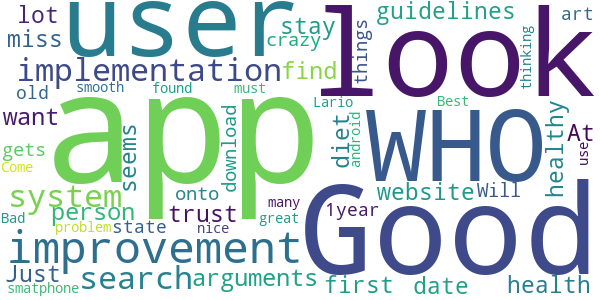 lot
user
look
guidelines
art
miss
stay
crazy
things
thinking
implementation
find
old
smooth
found
must
Lario
Best
app
WHO
want
download
diet
android
healthy
At
use
gets
seems
Come
system
onto
website
Will
person
trust
many
1year
Bad
problem
state
nice
great
Good
improvement
Just
search
arguments
first
date
health
smatphone